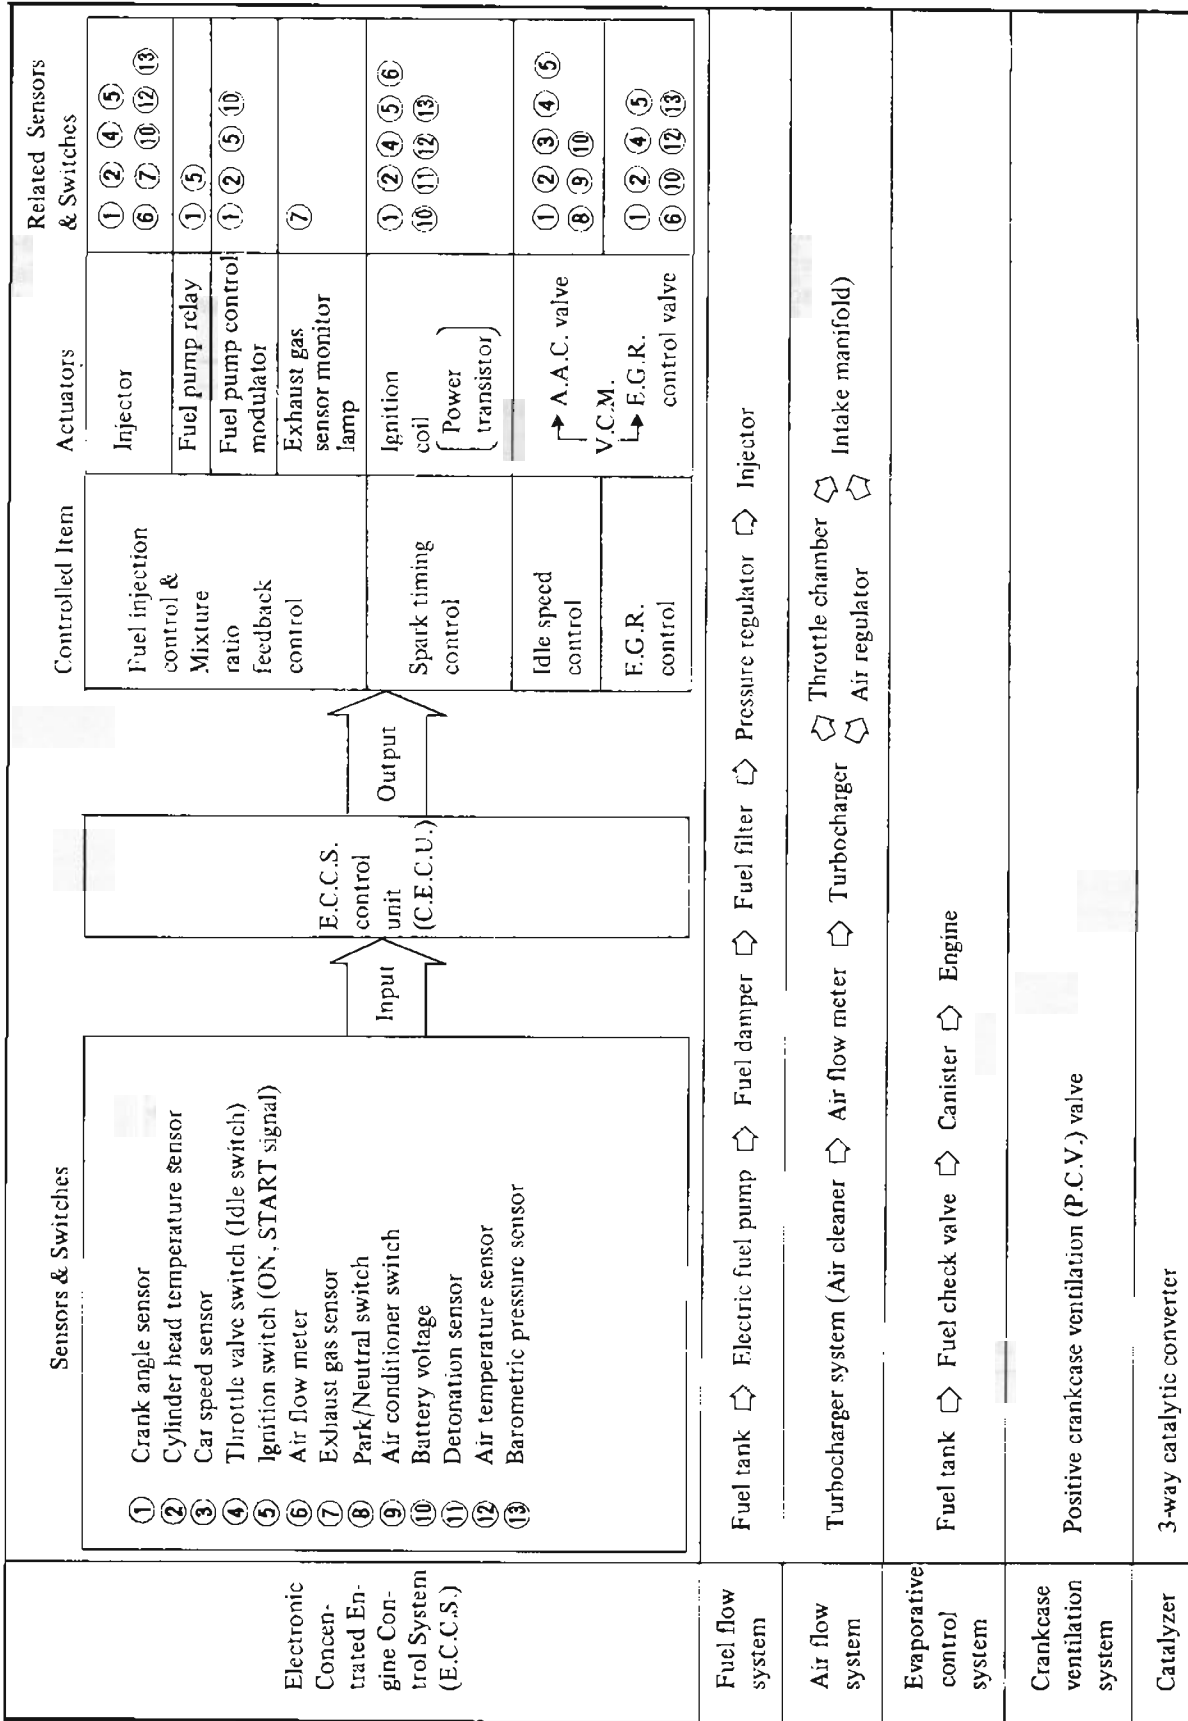 Sensors & Switches
Controlled Item
Actuators
Related Sensors
& Switches
Electronic
Concen-
trated En-
gine Con-
trol System
(E.C.C.S.)
① Crank angle sensor
② Cylinder head temperature sensor
③ Car speed sensor
④ Throttle valve switch (Idle switch)
⑤ Ignition switch (ON, START signal)
⑥ Air flow meter
⑦ Exhaust gas sensor
⑧ Park/Neutral switch
⑨ Air conditioner switch
⑩ Battery voltage
⑪ Detonation sensor
⑫ Air temperature sensor
⑬ Barometric pressure sensor
Input
E.C.C.S.
control
unit
(C.E.C.U.)
Output
Fuel injection
control &
Mixture
ratio
feedback
control
Injector
① ② ④ ⑤
⑥ ⑦ ⑩ ⑫ ⑬
Fuel pump relay
① ⑤
Fuel pump control
modulator
① ② ⑤ ⑩
Exhaust gas
sensor monitor
lamp
⑦
Spark timing
control
Ignition
coil
(Power
transistor)
① ② ④ ⑤ ⑥
⑩ ⑪ ⑫ ⑬
Idle speed
control
A.A.C. valve
① ② ③ ④ ⑤
⑧ ⑨ ⑩
V.C.M.
E.G.R.
control
E.G.R.
control valve
① ② ④ ⑤
⑥ ⑩ ⑫ ⑬
Fuel flow
system
Fuel tank ⇨ Electric fuel pump ⇨ Fuel damper ⇨ Fuel filter ⇨ Pressure regulator ⇨ Injector
Air flow
system
Turbocharger system (Air cleaner ⇨ Air flow meter ⇨ Turbocharger ⇨ Throttle chamber ⇨ Intake manifold)
⇨ Air regulator ⇨
Evaporative
control
system
Fuel tank ⇨ Fuel check valve ⇨ Canister ⇨ Engine
Crankcase
ventilation
system
Positive crankcase ventilation (P.C.V.) valve
Catalyzer
3-way catalytic converter